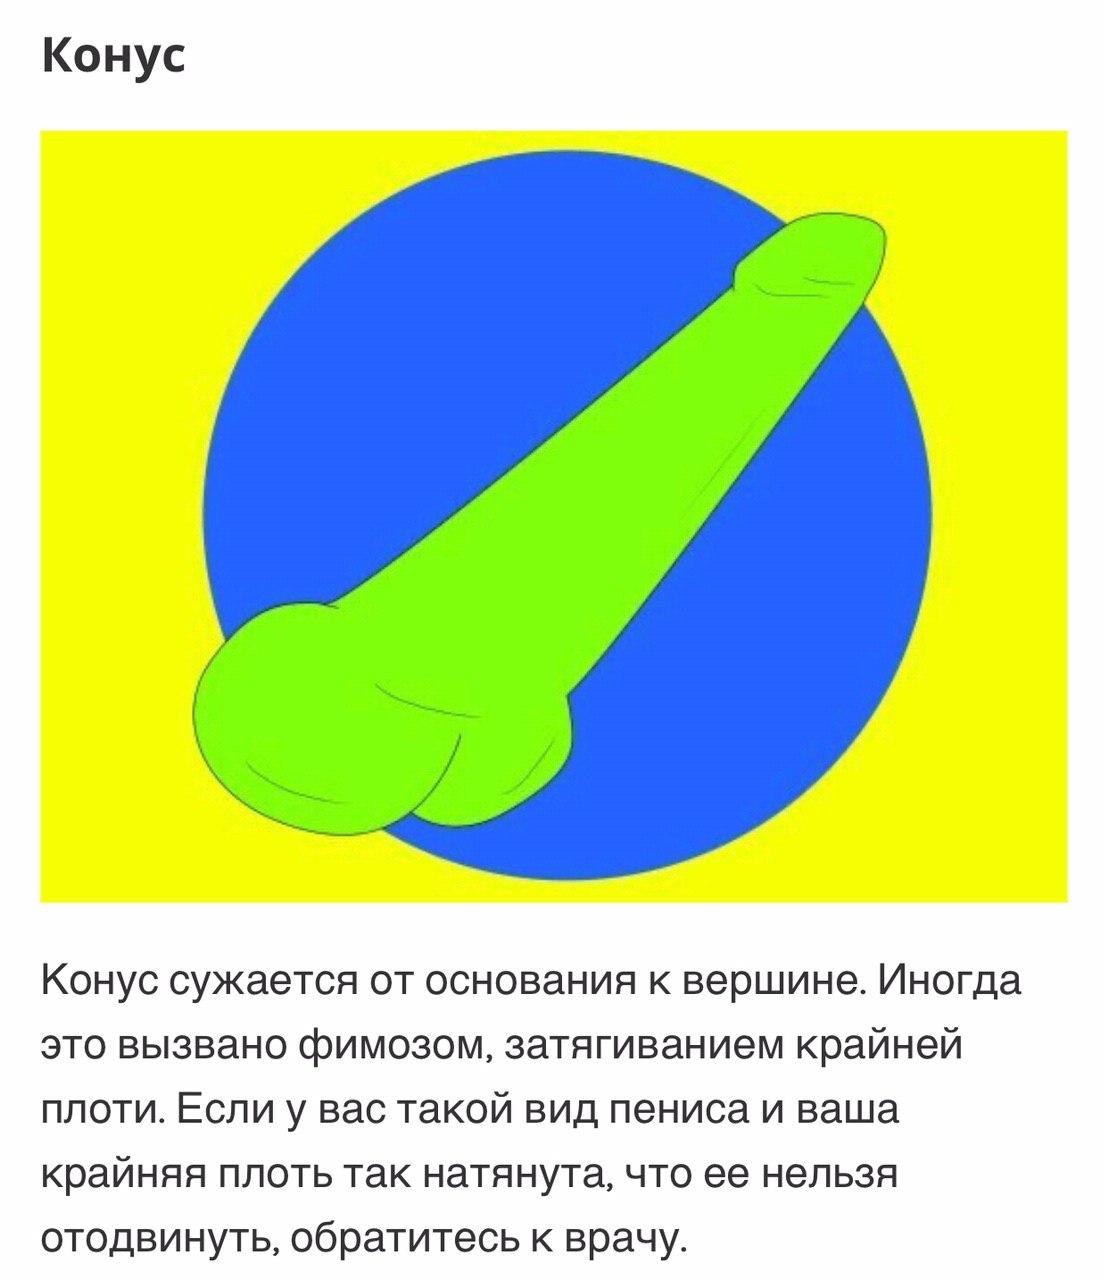 Конус
Конус сужается от основания к вершине. Иногда
это вызвано фимозом, затягиванием крайней
плоти. Если у вас такой вид пениса и ваша
крайняя плоть так натянута, что ее нельзя
отодвинуть, обратитесь к врачу.